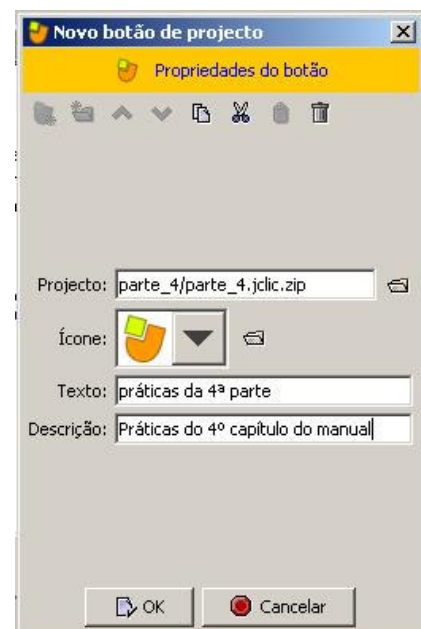 Novo botão de projecto
Propriedades do botão
Projecto: parte_4/parte_4.jclic.zip
Ícone:
Texto: práticas da 4ª parte
Descrição: Práticas do 4º capítulo do manual
OK Cancelar